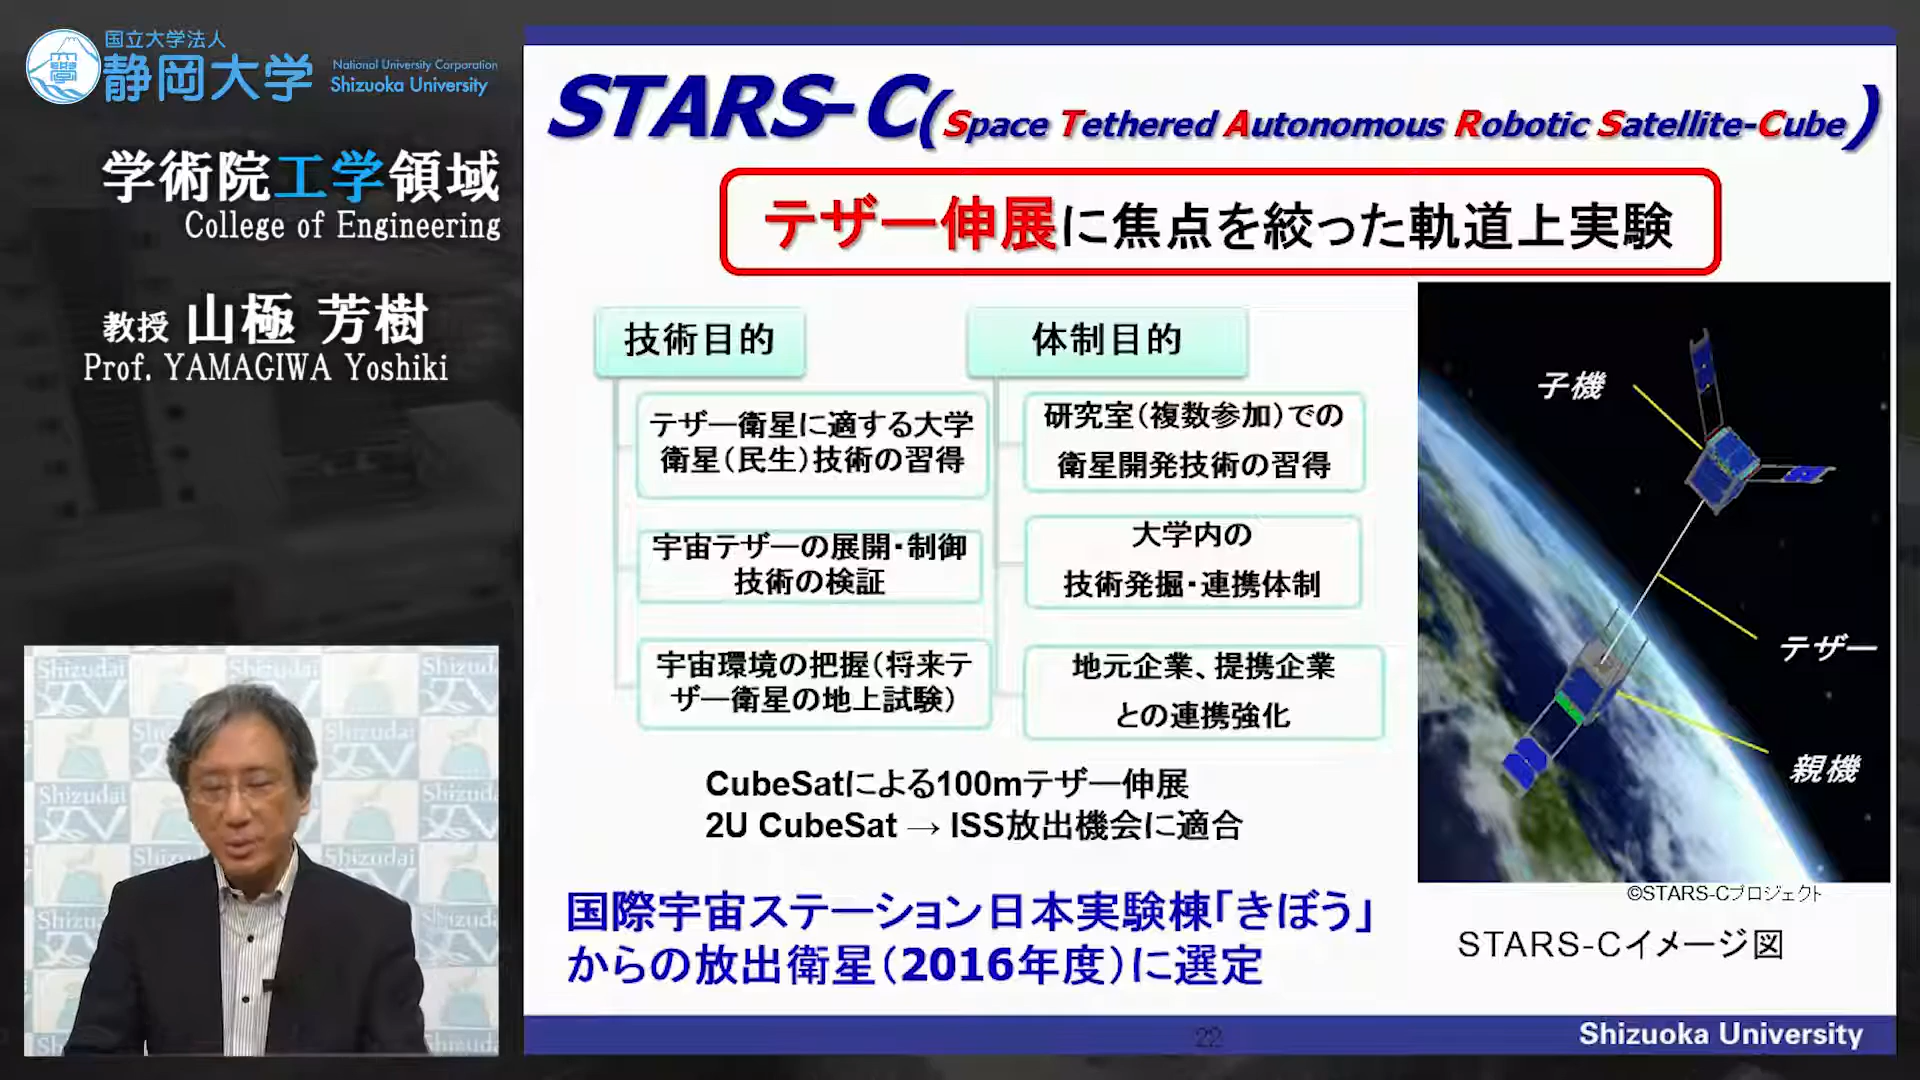 国立大学法人
静岡大学
National University Corporation
Shizuoka University
学術院工学領域
College of Engineering
教授 山極 芳樹
Prof. YAMAGIWA Yoshiki
STARS-C(Space Tethered Autonomous Robotic Satellite-Cube)
テザー伸展に焦点を絞った軌道上実験
技術目的
テザー衛星に適する大学
衛星（民生）技術の習得
宇宙テザーの展開・制御
技術の検証
宇宙環境の把握（将来テ
ザー衛星の地上試験）
体制目的
研究室（複数参加）での
衛星開発技術の習得
大学内の
技術発掘・連携体制
地元企業、提携企業
との連携強化
子機
テザー
親機
©STARS-Cプロジェクト
STARS-Cイメージ図
CubeSatによる100mテザー伸展
2U CubeSat → ISS放出機会に適合
国際宇宙ステーション日本実験棟「きぼう」
からの放出衛星（2016年度）に選定
22
Shizuoka University
Shizudai
TV